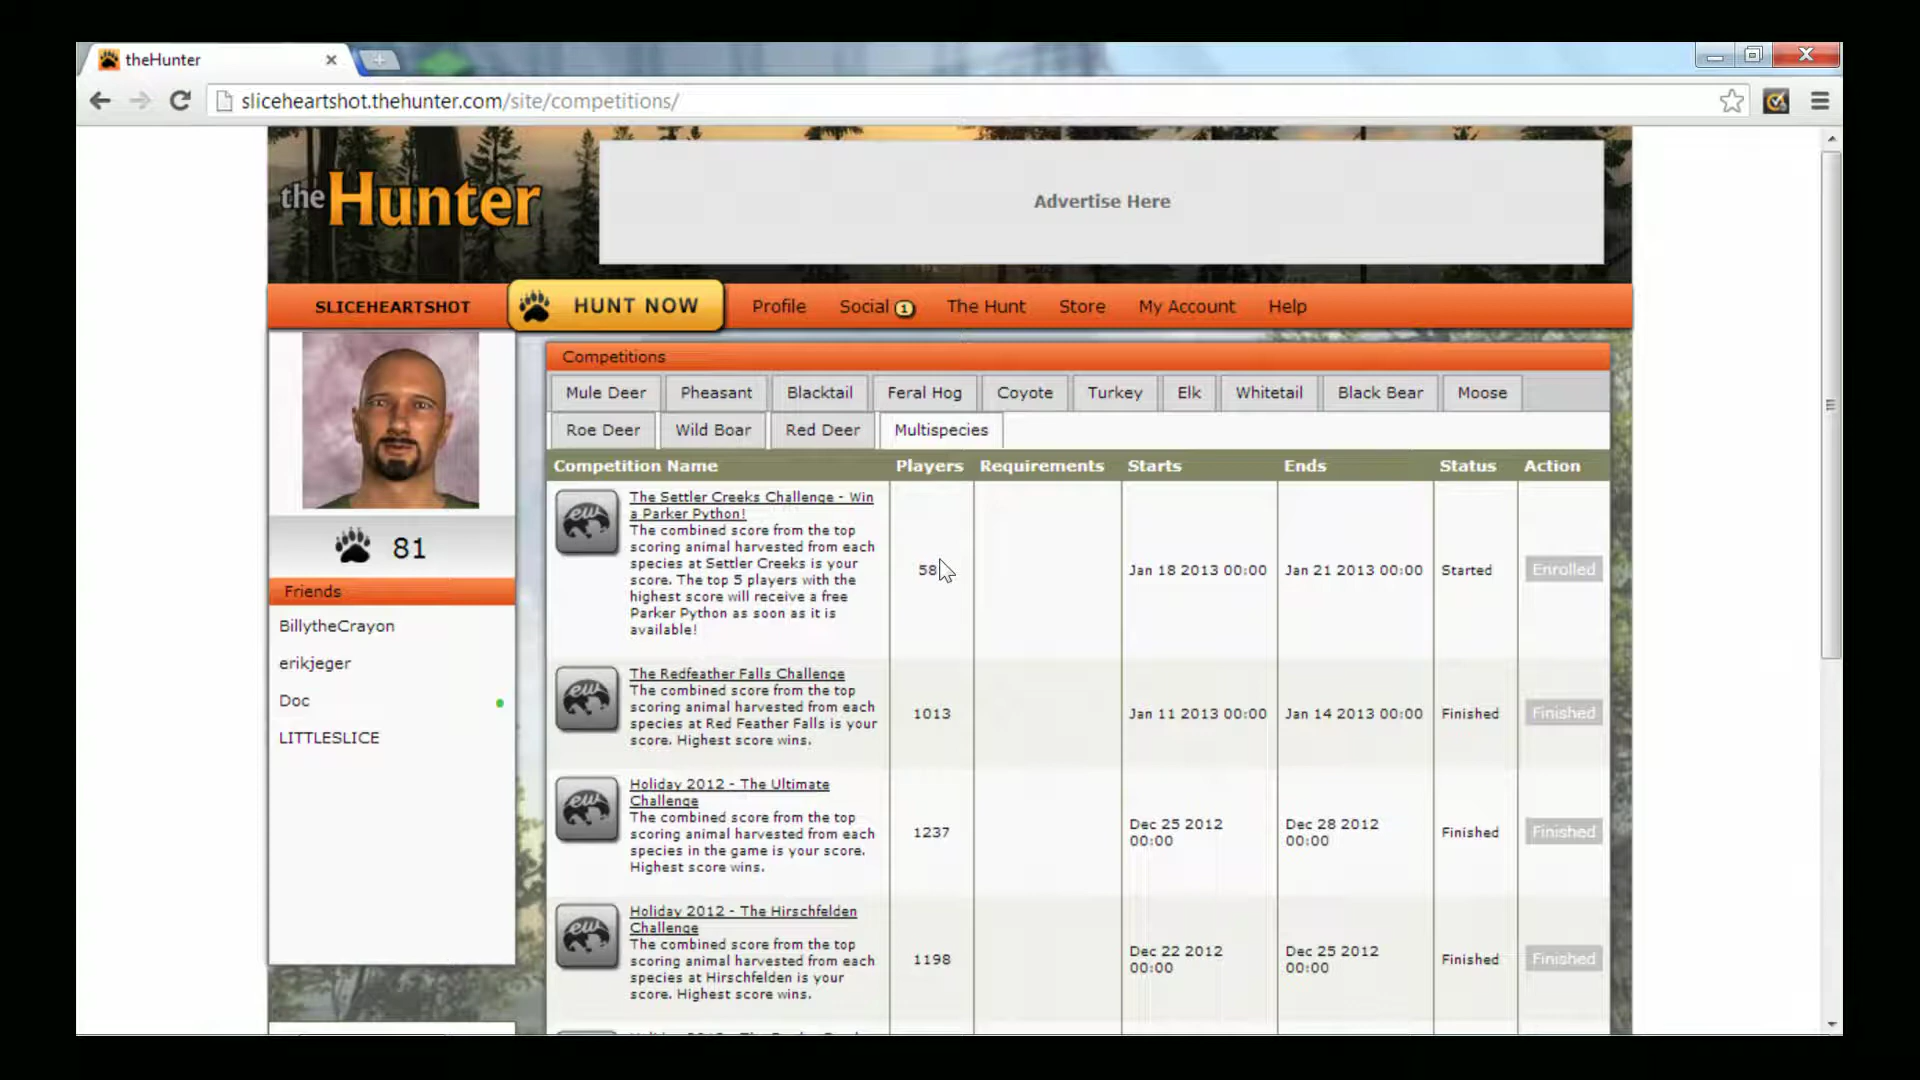 theHunter
sliceheartshot.thehunter.com/site/competitions/
theHunter
Advertise Here
SLICEHEARTSHOT
HUNT NOW
Profile
Social 1
The Hunt
Store
My Account
Help
Competitions
Mule Deer
Pheasant
Blacktail
Feral Hog
Coyote
Turkey
Elk
Whitetail
Black Bear
Moose
Roe Deer
Wild Boar
Red Deer
Multispecies
81
Friends
BillytheCrayon
erikjeger
Doc
LITTLESLICE
Competition Name
Players
Requirements
Starts
Ends
Status
Action
ew
The Settler Creeks Challenge - Win
a Parker Python!
The combined score from the top
scoring animal harvested from each
species at Settler Creeks is your
score. The top 5 players with the
highest score will receive a free
Parker Python as soon as it is
available!
Jan 18 2013 00:00
Jan 21 2013 00:00
Started
Enrolled
ew
The Redfeather Falls Challenge
The combined score from the top
scoring animal harvested from each
species at Red Feather Falls is your
score. Highest score wins.
1013
Jan 11 2013 00:00
Jan 14 2013 00:00
Finished
Finished
ew
Holiday 2012 - The Ultimate
Challenge
The combined score from the top
scoring animal harvested from each
species in the game is your score.
Highest score wins.
1237
Dec 25 2012
00:00
Dec 28 2012
00:00
Finished
Finished
ew
Holiday 2012 - The Hirschfelden
Challenge
The combined score from the top
scoring animal harvested from each
species at Hirschfelden is your
score. Highest score wins.
1198
Dec 22 2012
00:00
Dec 25 2012
00:00
Finished
Finished